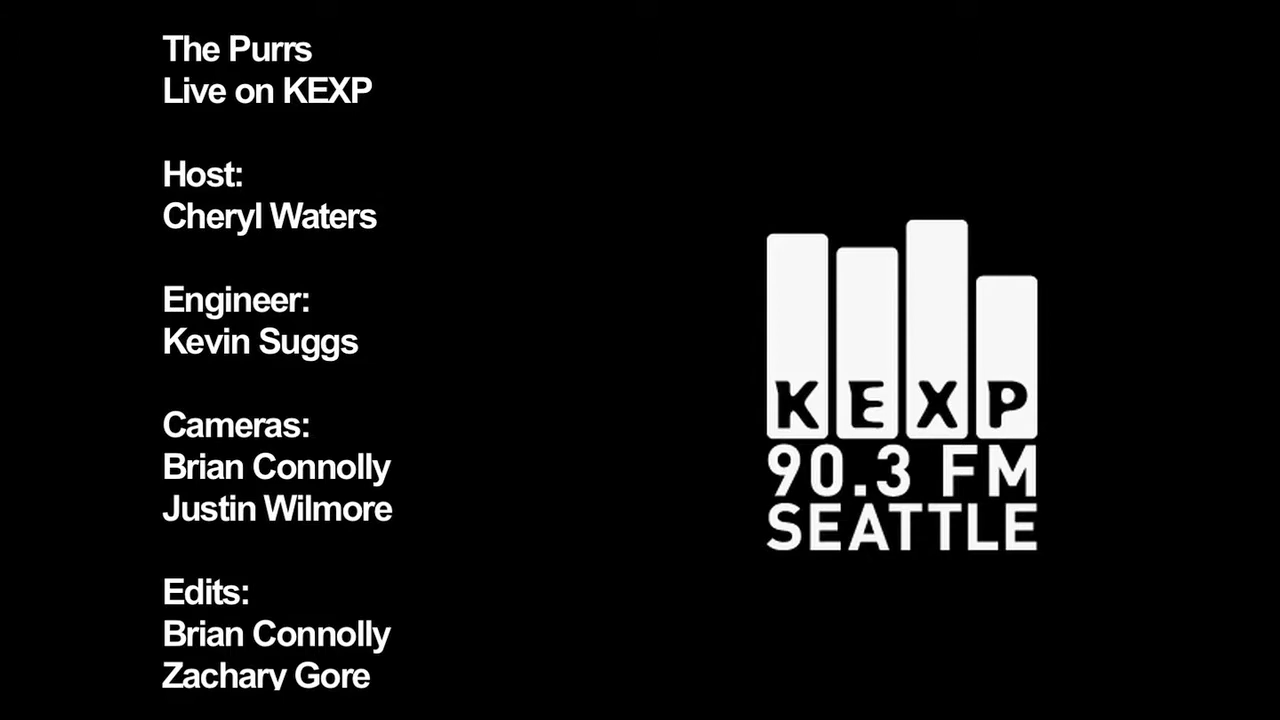 The Purrs
Live on KEXP
Host:
Cheryl Waters
Engineer:
Kevin Suggs
Cameras:
Brian Connolly
Justin Wilmore
Edits:
Brian Connolly
Zachary Gore
KEXP
90.3 FM
SEATTLE